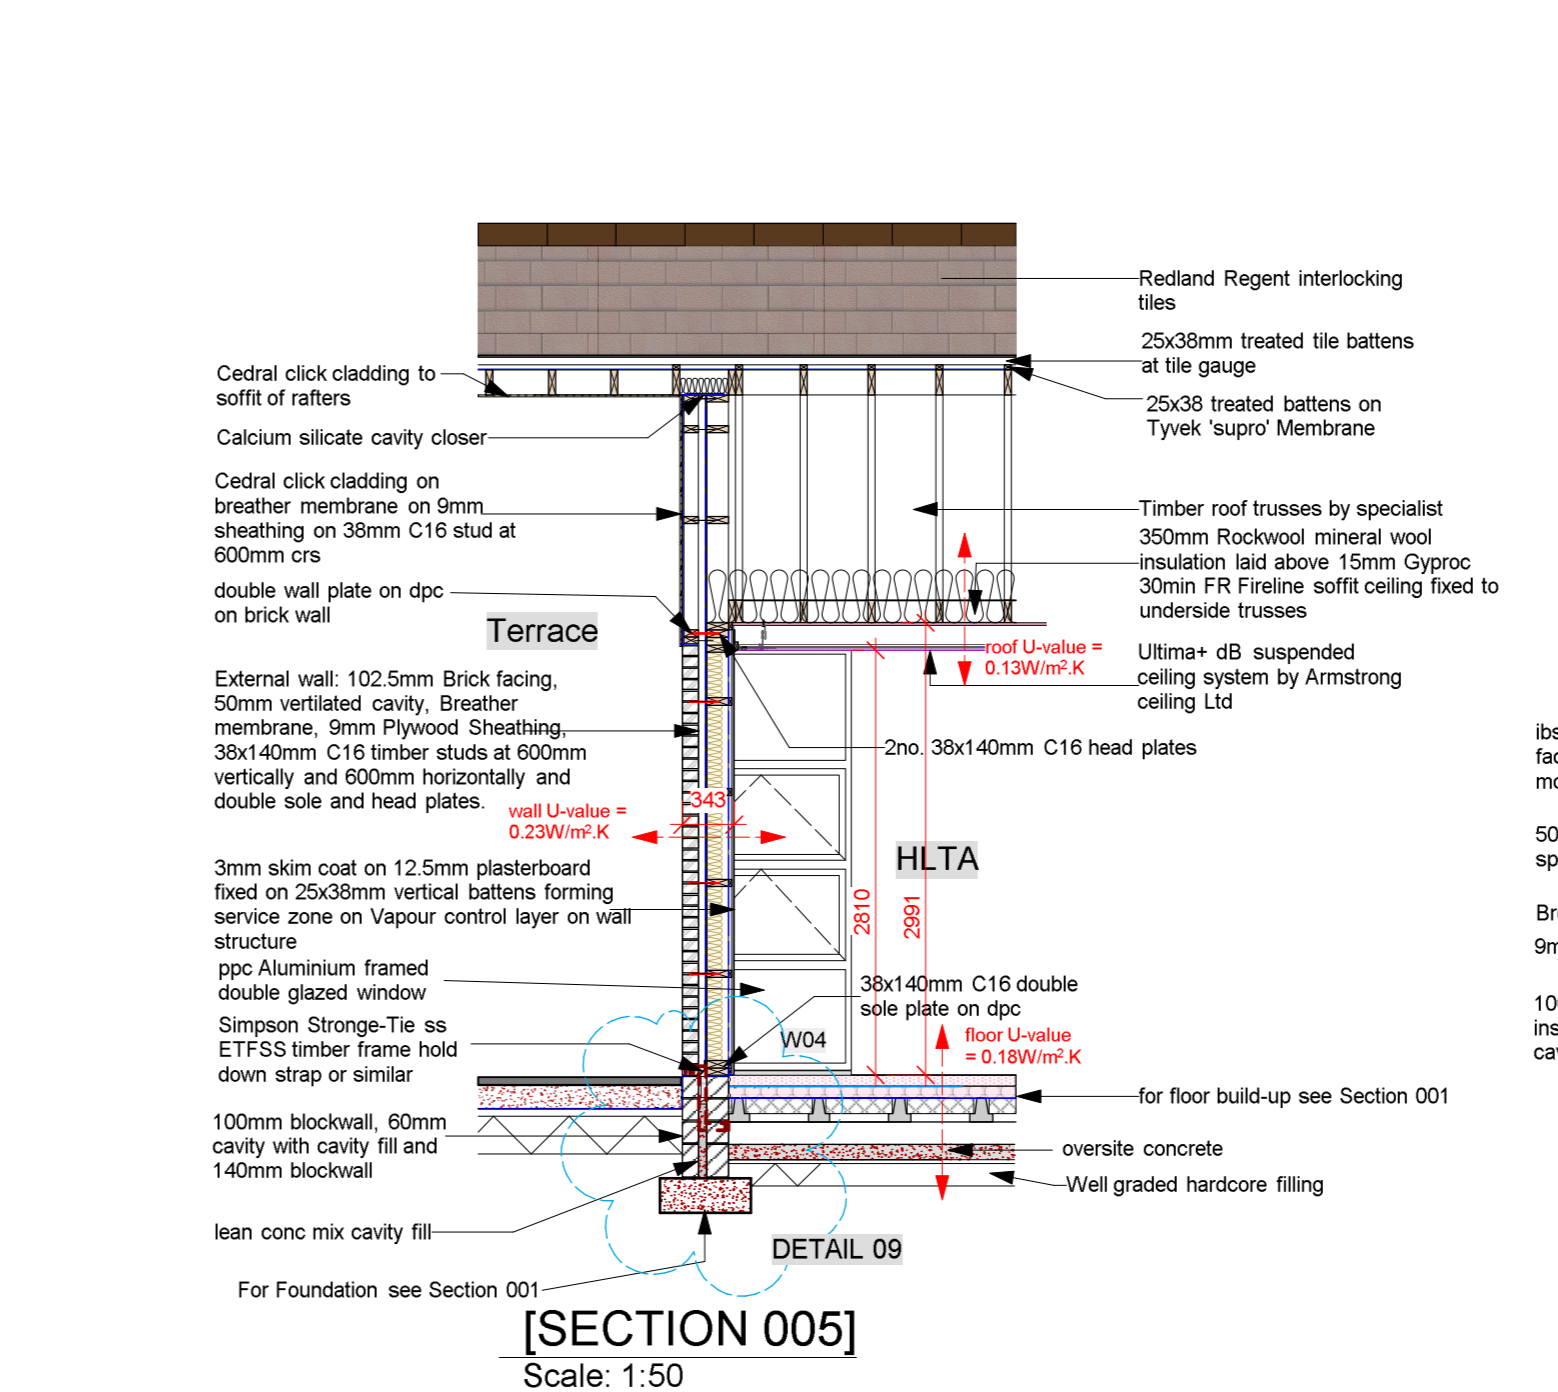 Redland Regent interlocking
tiles
25x38mm treated tile battens
at tile gauge
25x38 treated battens on
Tyvek 'supro' Membrane
Cedral click cladding to
soffit of rafters
Calcium silicate cavity closer
Cedral click cladding on
breather membrane on 9mm
sheathing on 38mm C16 stud at
600mm crs
double wall plate on dpc
on brick wall
Terrace
Timber roof trusses by specialist
350mm Rockwool mineral wool
insulation laid above 15mm Gyproc
30min FR Fireline soffit ceiling fixed to
underside trusses
roof U-value =
0.13W/m².K
Ultima+ dB suspended
ceiling system by Armstrong
ceiling Ltd
External wall: 102.5mm Brick facing,
50mm vertilated cavity, Breather
membrane, 9mm Plywood Sheathing,
38x140mm C16 timber studs at 600mm
vertically and 600mm horizontally and
double sole and head plates.
2no. 38x140mm C16 head plates
wall U-value =
0.23W/m².K
343
HLTA
2810
2991
3mm skim coat on 12.5mm plasterboard
fixed on 25x38mm vertical battens forming
service zone on Vapour control layer on wall
structure
ppc Aluminium framed
double glazed window
38x140mm C16 double
sole plate on dpc
Simpson Stronge-Tie ss
ETFSS timber frame hold
down strap or similar
W04
floor U-value
= 0.18W/m².K
for floor build-up see Section 001
100mm blockwall, 60mm
cavity with cavity fill and
140mm blockwall
oversite concrete
Well graded hardcore filling
lean conc mix cavity fill
DETAIL 09
For Foundation see Section 001
[SECTION 005]
Scale: 1:50